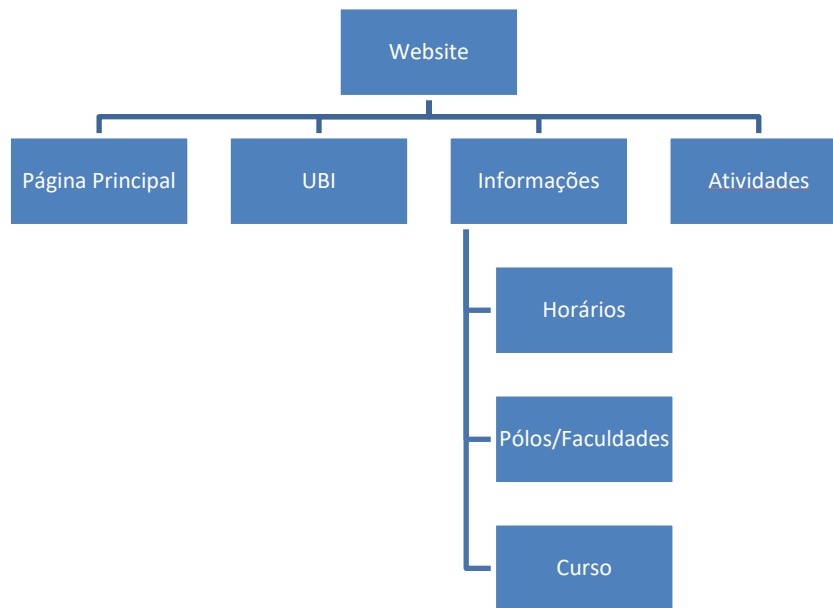 Website
Página Principal
UBI
Informações
Atividades
Horários
Pólos/Faculdades
Curso